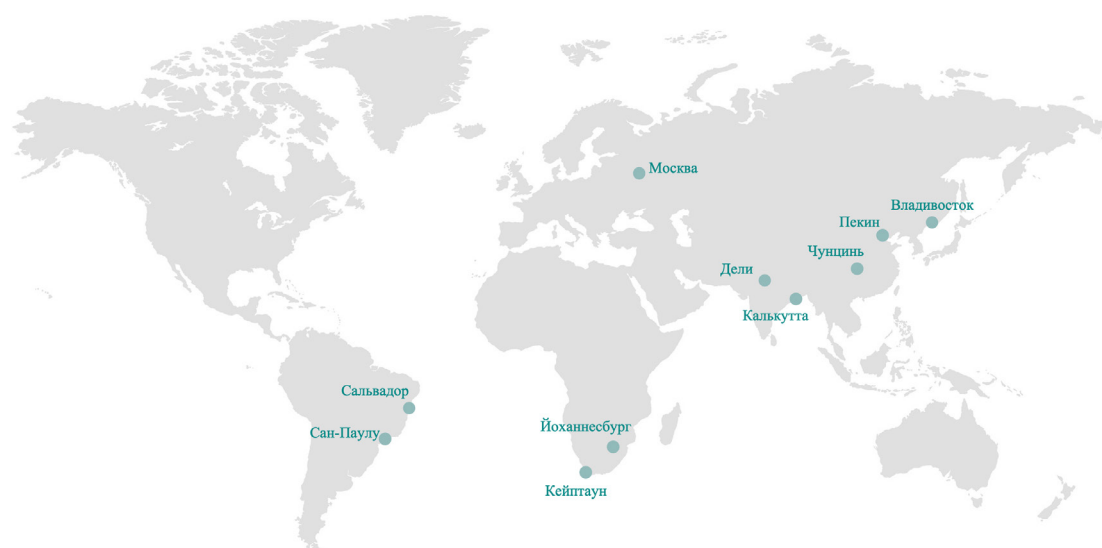 Москва
Владивосток
Пекин
Чунцинь
Дели
Калькутта
Сальвадор
Сан-Паулу
Йоханнесбург
Кейптаун